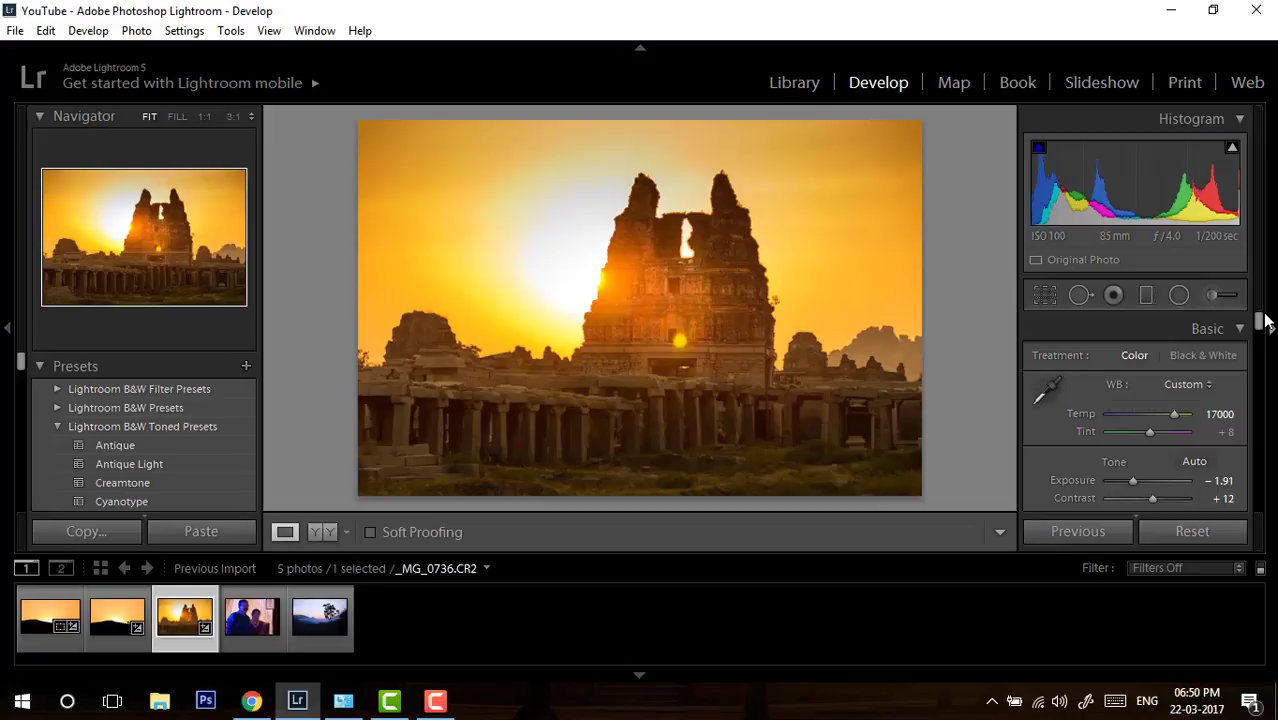 YouTube - Adobe Photoshop Lightroom - Develop
File Edit Develop Photo Settings Tools View Window Help
Lr Adobe Lightroom 5
Get started with Lightroom mobile
Library Develop Map Book Slideshow Print Web
Navigator FIT FILL 1:1 3:1
Histogram
ISO 100 85 mm ƒ / 4.0 1/200 sec
Original Photo
Basic
Treatment : Color Black & White
WB : Custom
Temp 17000
Tint + 8
Tone Auto
Exposure – 1.91
Contrast + 12
Previous Reset
Presets
Lightroom B&W Filter Presets
Lightroom B&W Presets
Lightroom B&W Toned Presets
Antique
Antique Light
Creamtone
Cyanotype
Copy... Paste
Y Y Soft Proofing
1 2 Previous Import 5 photos / 1 selected / _MG_0736.CR2
Filter : Filters Off
Ps Lr
ENG
06:50 PM
22-03-2017
1